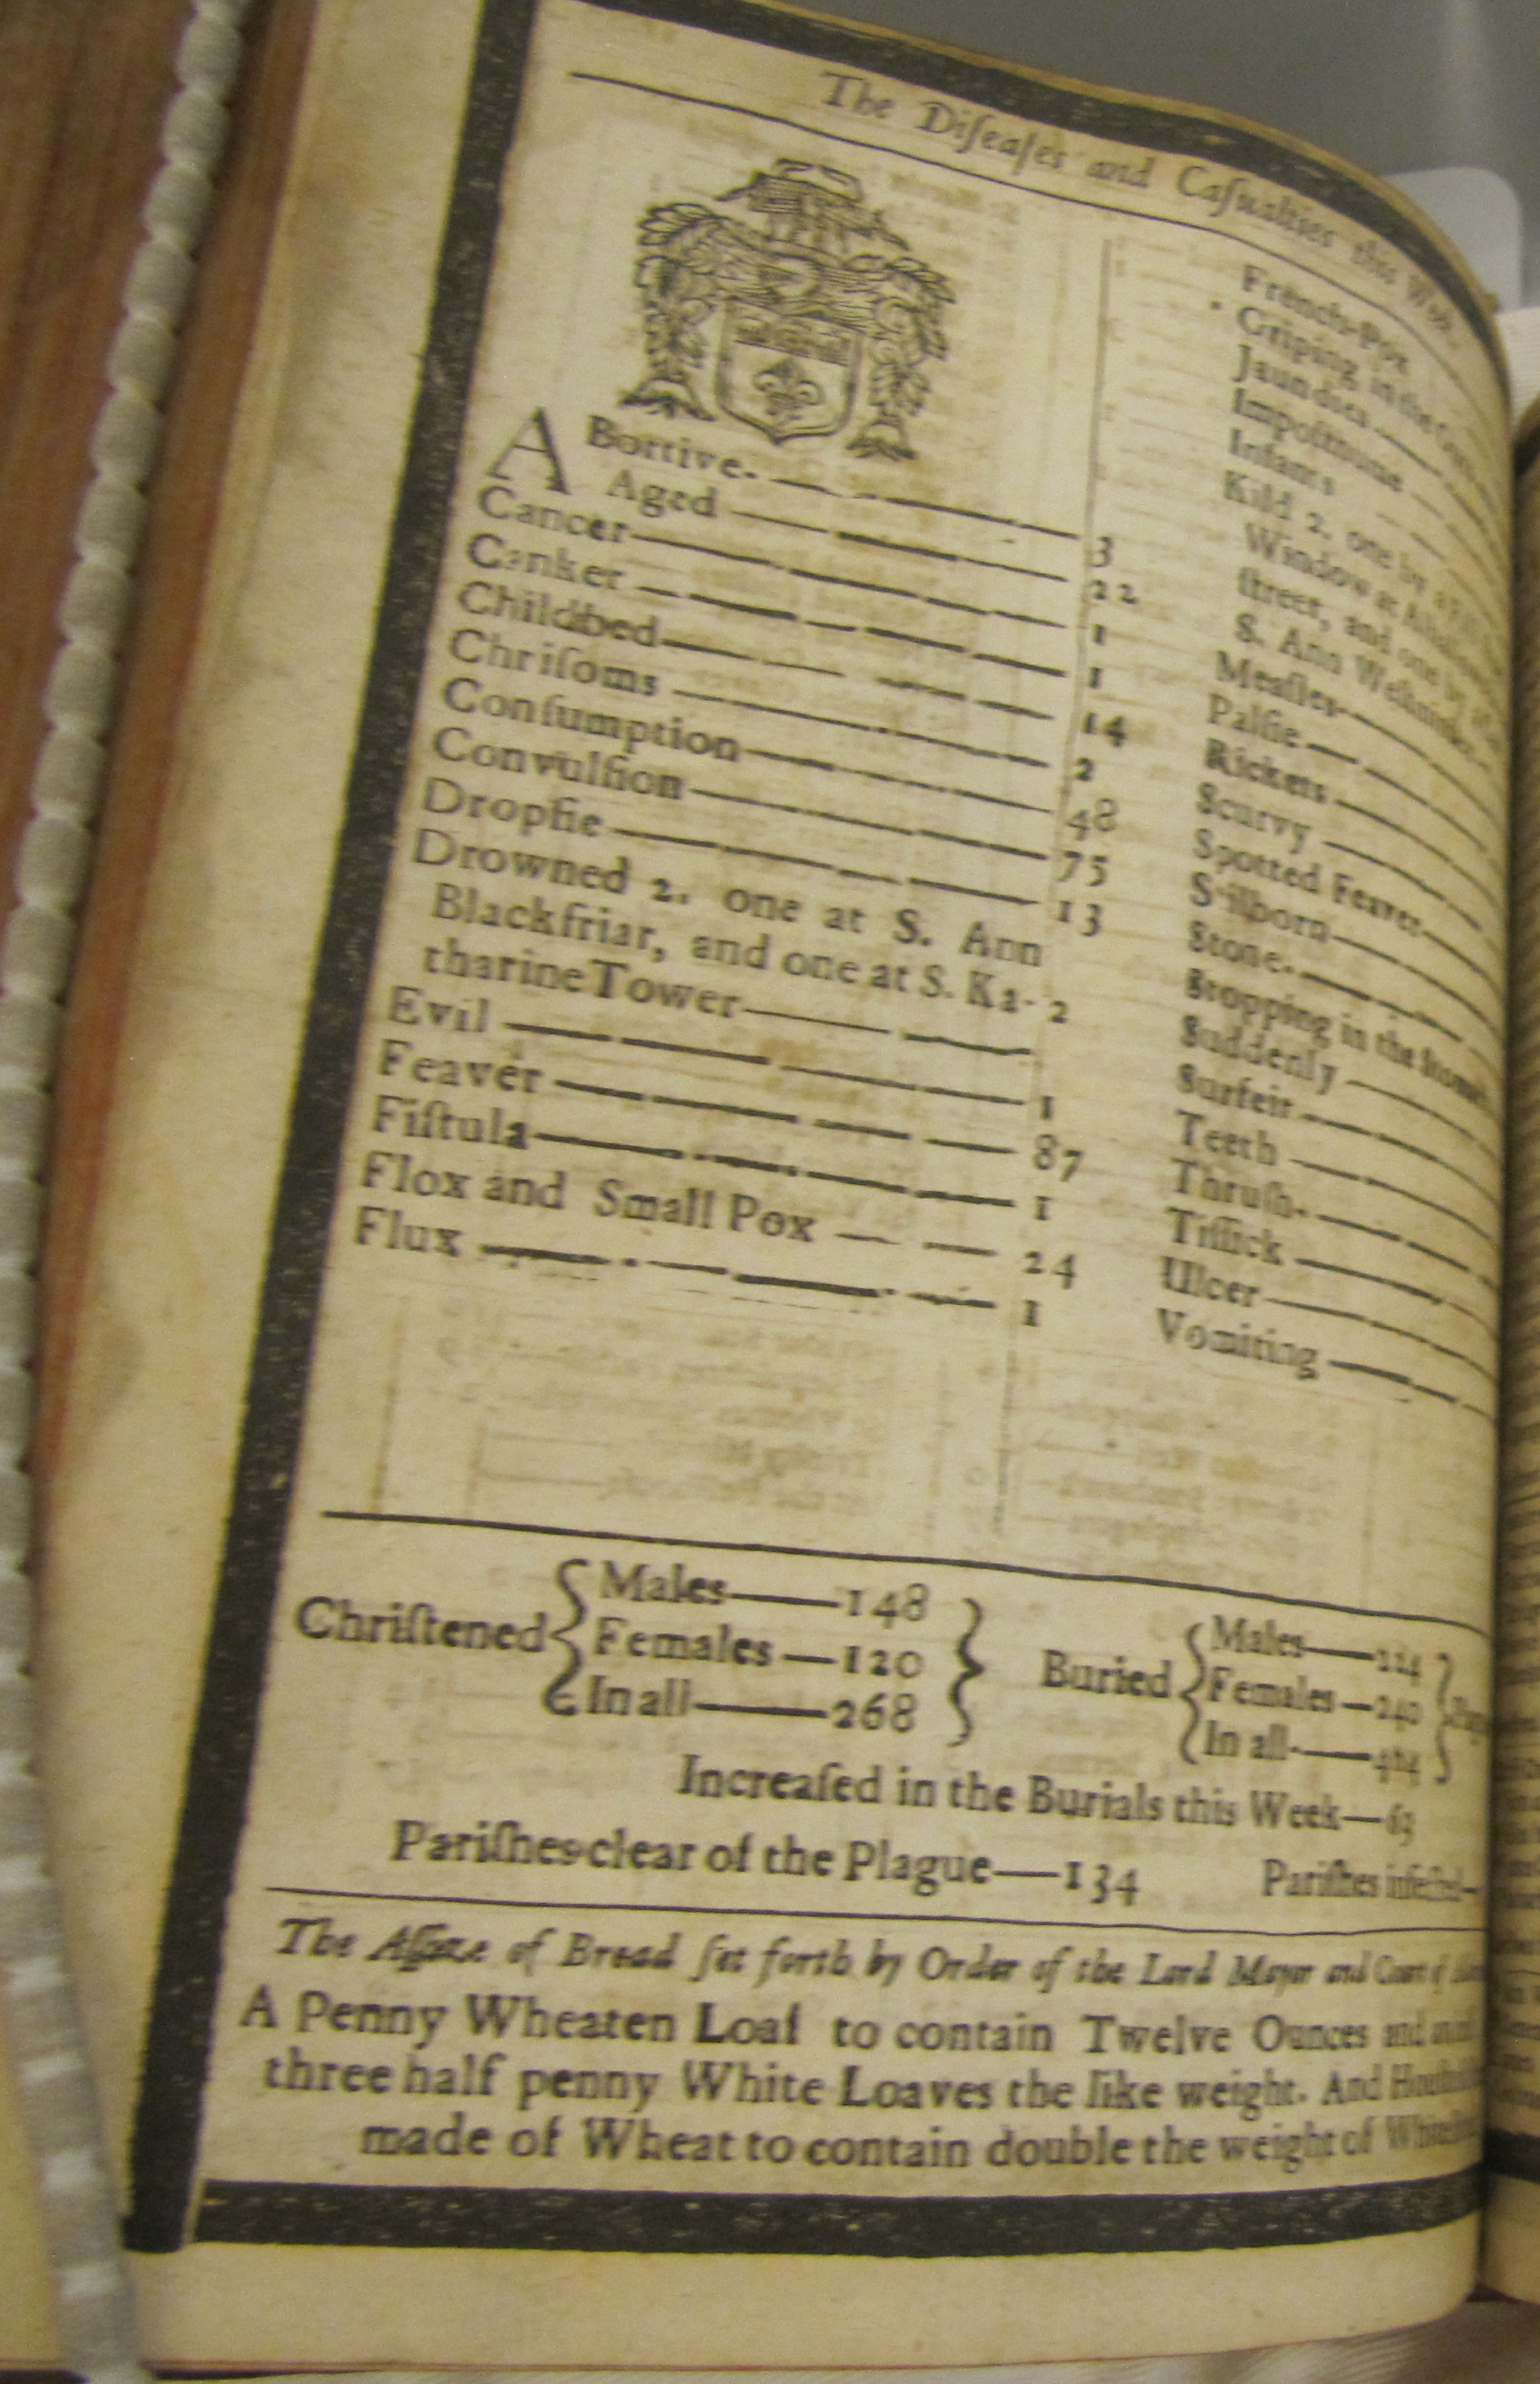 The Diſeaſes and Caſualties this Week.
ABortive 3
Aged 22
Cancer 1
Canker 1
Childbed 14
Chriſoms 2
Conſumption 48
Convulſion 75
Dropſie 13
Drowned 2. one at S. Ann
Blackfriar, and one at S. Ka- 2
tharine Tower
Evil 1
Feaver 87
Fiſtula 1
Flox and Small Pox 24
Flux 1
French-Pox
Griping in the
Jaundies
Impoſthume
Infants
Kild 2. one by a
Window at
ſtreet, and one by
S. Ann Weſtminſter
Meaſles
Palſie
Rickets
Scurvy
Spotted Feaver
Stilborn
Stone
Stopping in the Stomach
Suddenly
Surfeit
Teeth
Thruſh
Tiſſick
Ulcer
Vomiting
Chriſtened
Males 148
Females 120
In all 268
Buried
Males
Females 240
In all
Increaſed in the Burials this Week 63
Pariſhes clear of the Plague 134 Pariſhes infected
The Aſſize of Bread ſet forth by Order of the Lord Mayor and Court of
A Penny Wheaten Loaf to contain Twelve Ounces and
three half penny White Loaves the like weight. And
made of Wheat to contain double the weight of